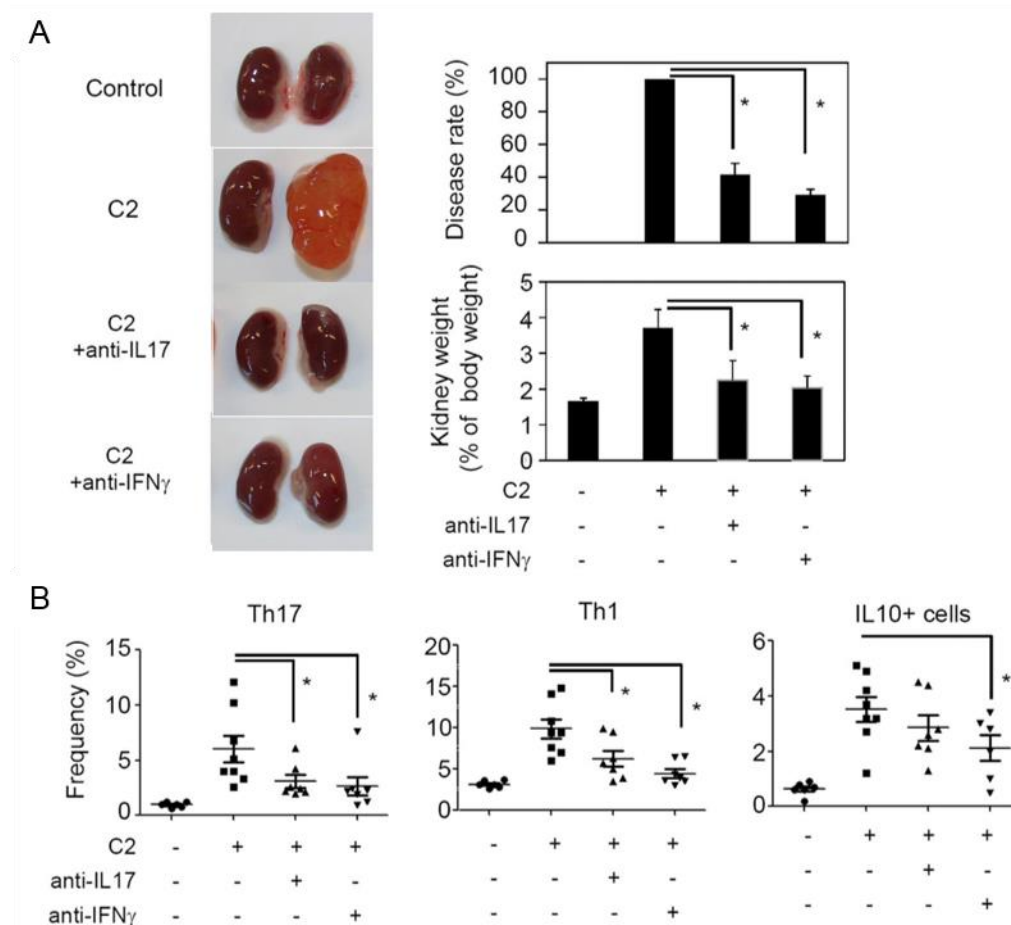 A
Control
C2
C2
+anti-IL17
C2
+anti-IFNγ
Disease rate (%)
100
80
60
40
20
0
*
*
Kidney weight
(% of body weight)
5
4
3
2
1
0
*
*
C2 - + + +
anti-IL17 - - + -
anti-IFNγ - - - +
B
Th17
Frequency (%)
15
10
5
0
*
*
C2 - + + +
anti-IL17 - - + -
anti-IFNγ - - - +
Th1
20
15
10
5
0
*
*
- + + +
- - + -
- - - +
IL10+ cells
6
4
2
0
*
- + + +
- - + -
- - - +